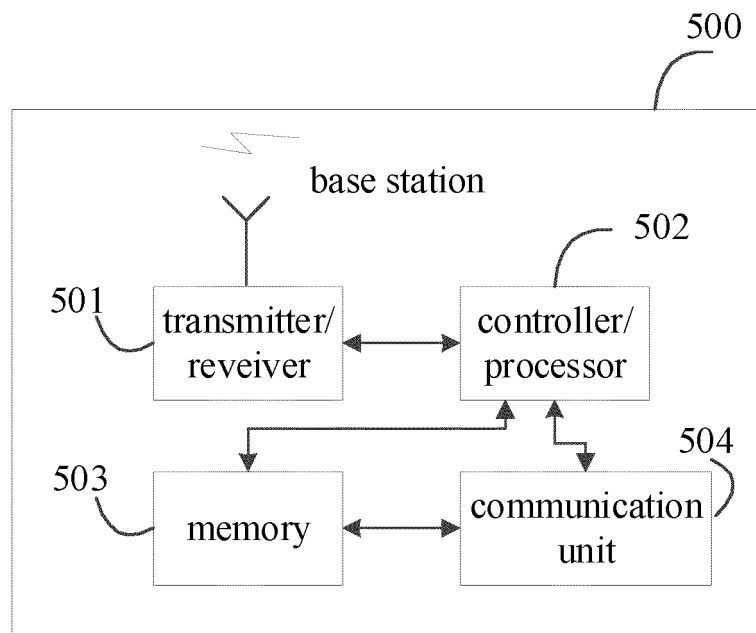 500
base station
502
501
transmitter/
reveiver
controller/
processor
504
503
memory
communication
unit